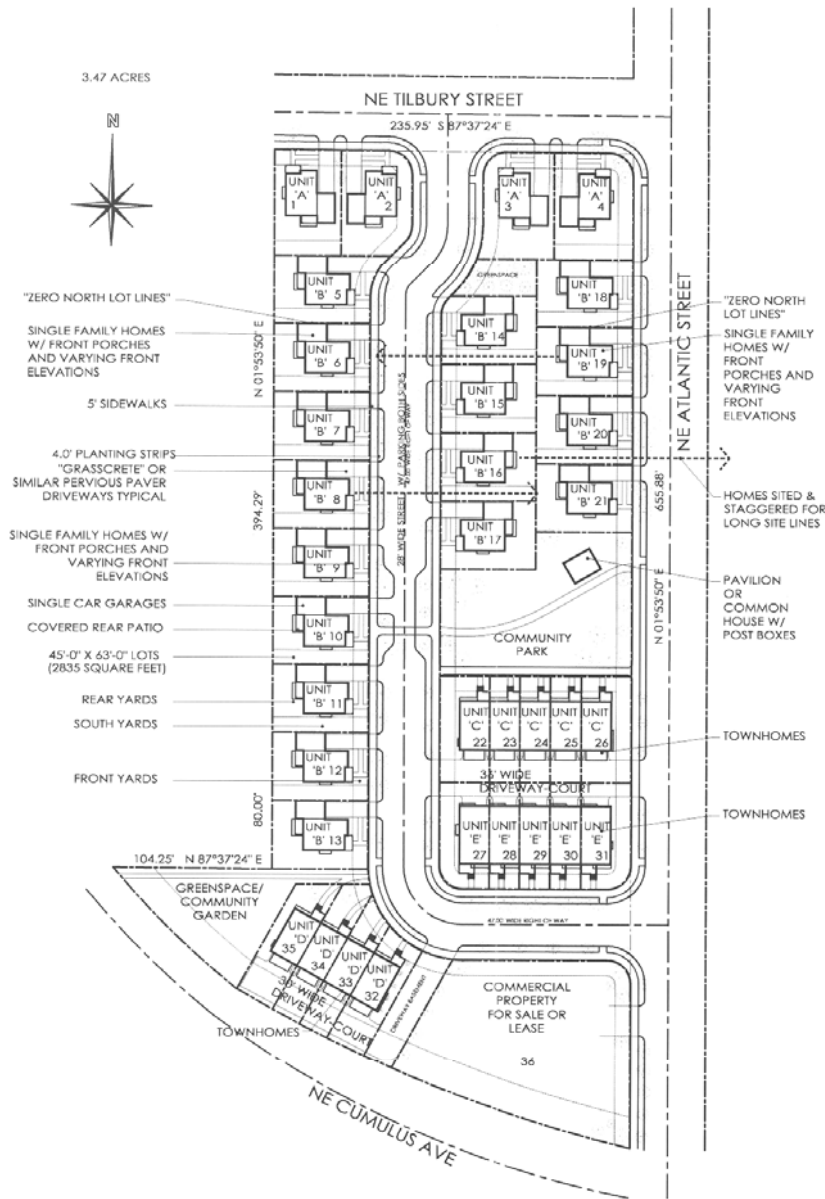 3.47 ACRES
N
NE TILBURY STREET
235.95' S 87°37'24" E
UNIT
'A'
1
UNIT
'A'
2
UNIT
'A'
3
UNIT
'A'
4
UNIT
'B' 5
GREENSPACE
UNIT
'B' 18
"ZERO NORTH LOT LINES"
SINGLE FAMILY HOMES
W/ FRONT PORCHES
AND VARYING FRONT
ELEVATIONS
N 01°53'50" E
UNIT
'B' 6
UNIT
'B' 14
UNIT
'B' 19
"ZERO NORTH
LOT LINES"
SINGLE FAMILY
HOMES W/
FRONT
PORCHES AND
VARYING
FRONT
ELEVATIONS
NE ATLANTIC STREET
5' SIDEWALKS
4.0' PLANTING STRIPS
"GRASSCRETE" OR
SIMILAR PERVIOUS PAVER
DRIVEWAYS TYPICAL
UNIT
'B' 7
UNIT
'B' 15
UNIT
'B' 20
28' WIDE STREET W/ PARKING BOTH SIDES
UNIT
'B' 8
UNIT
'B' 16
UNIT
'B' 21
655.88'
HOMES SITED &
STAGGERED FOR
LONG SITE LINES
394.29'
SINGLE FAMILY HOMES W/
FRONT PORCHES AND
VARYING FRONT
ELEVATIONS
UNIT
'B' 9
UNIT
'B' 17
N 01°53'50" E
PAVILION
OR
COMMON
HOUSE W/
POST BOXES
SINGLE CAR GARAGES
COVERED REAR PATIO
45'-0" X 63'-0" LOTS
(2835 SQUARE FEET)
UNIT
'B' 10
COMMUNITY
PARK
REAR YARDS
SOUTH YARDS
UNIT
'B' 11
UNIT
'C'
22
UNIT
'C'
23
UNIT
'C'
24
UNIT
'C'
25
UNIT
'C'
26
TOWNHOMES
FRONT YARDS
UNIT
'B' 12
WIDE
DRIVEWAY-COURT
80.00'
UNIT
'B' 13
UNIT
'E'
27
UNIT
'E'
28
UNIT
'E'
29
UNIT
'E'
30
UNIT
'E'
31
TOWNHOMES
104.25' N 87°37'24" E
GREENSPACE/
COMMUNITY
GARDEN
WIDE RIGHT OF WAY
UNIT
'D'
35
UNIT
'D'
34
UNIT
'D'
33
UNIT
'D'
32
30' WIDE
DRIVEWAY-COURT
DRIVEWAY EASEMENT
TOWNHOMES
COMMERCIAL
PROPERTY
FOR SALE OR
LEASE
36
NE CUMULUS AVE